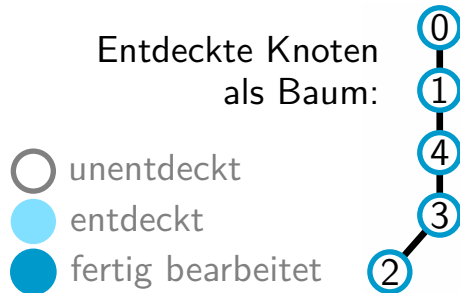 Entdeckte Knoten
als Baum:
0
1
4
3
2
unentdeckt
entdeckt
fertig bearbeitet